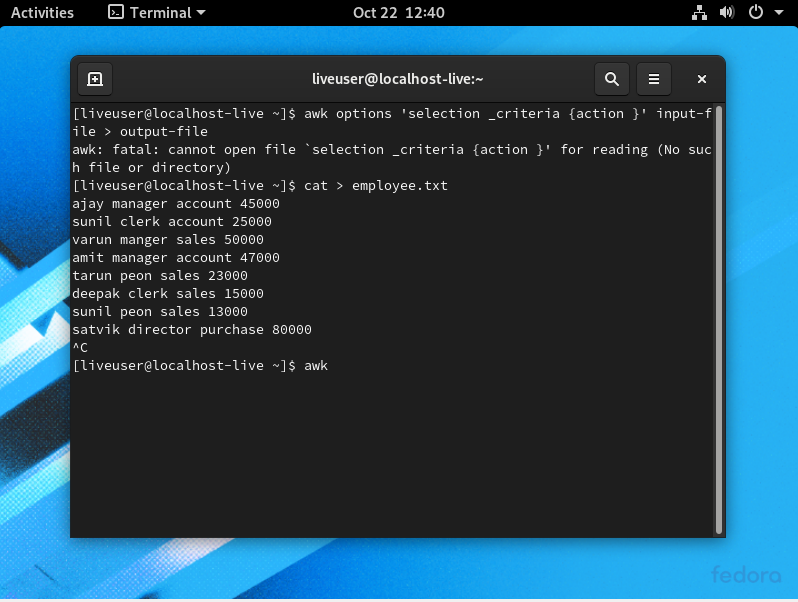 Activities Terminal Oct 22 12:40
liveuser@localhost-live:~
[liveuser@localhost-live ~]$ awk options 'selection _criteria {action }' input-f
ile > output-file
awk: fatal: cannot open file `selection _criteria {action }' for reading (No suc
h file or directory)
[liveuser@localhost-live ~]$ cat > employee.txt
ajay manager account 45000
sunil clerk account 25000
varun manger sales 50000
amit manager account 47000
tarun peon sales 23000
deepak clerk sales 15000
sunil peon sales 13000
satvik director purchase 80000
^C
[liveuser@localhost-live ~]$ awk
fedora